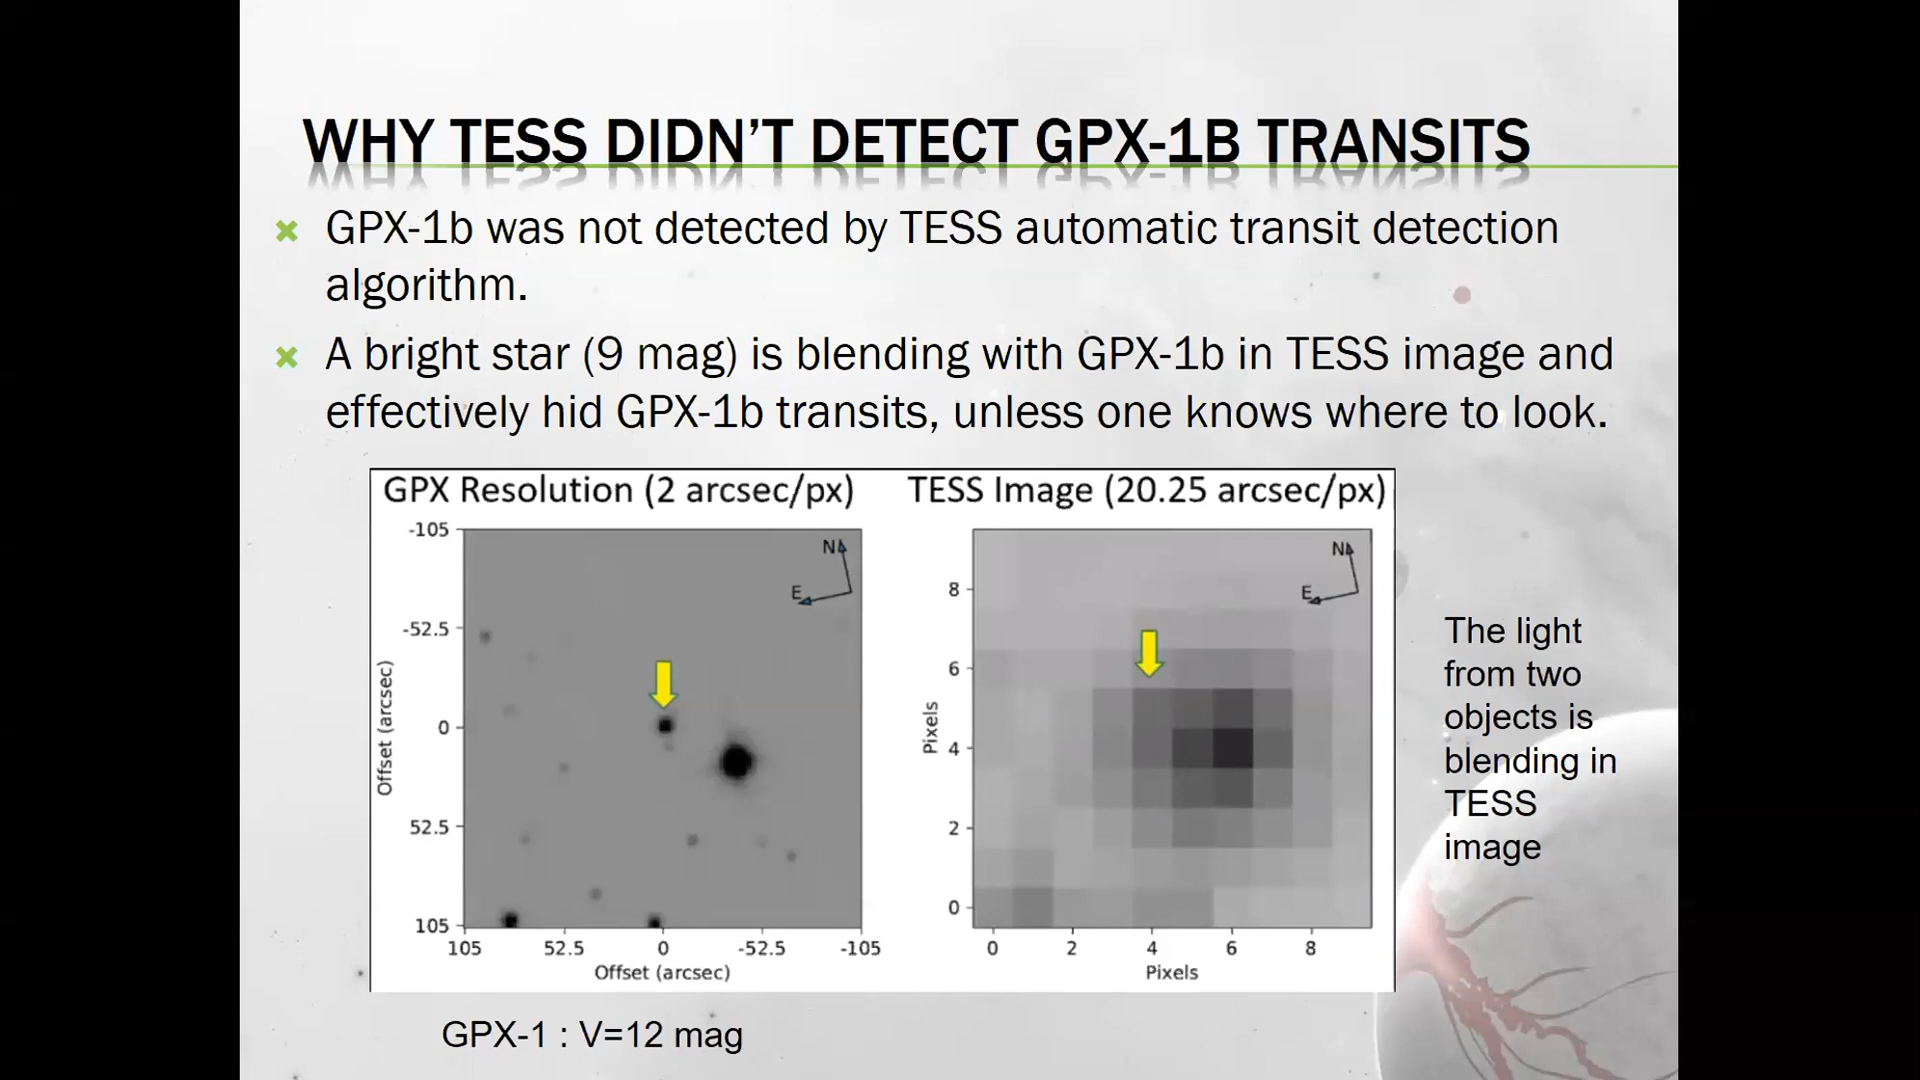 WHY TESS DIDN'T DETECT GPX-1B TRANSITS
GPX-1b was not detected by TESS automatic transit detection
algorithm.
A bright star (9 mag) is blending with GPX-1b in TESS image and
effectively hid GPX-1b transits, unless one knows where to look.
GPX Resolution (2 arcsec/px)
-105
-52.5
0
52.5
105
Offset (arcsec)
N
E
105 52.5 0 -52.5 -105
Offset (arcsec)
TESS Image (20.25 arcsec/px)
8
6
4
2
0
Pixels
N
E
0 2 4 6 8
Pixels
The light
from two
objects is
blending in
TESS
image
GPX-1 : V=12 mag